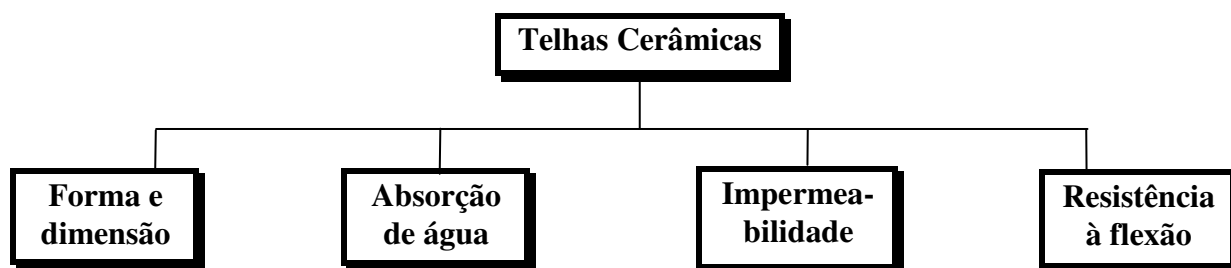 Telhas Cerâmicas
Forma e
dimensão
Absorção
de água
Impermea-
bilidade
Resistência
à flexão